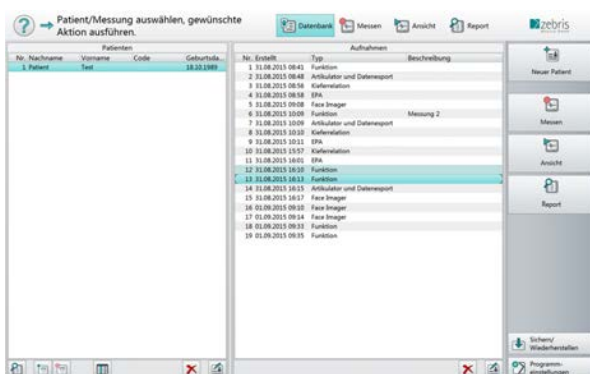 Patient/Messung auswählen, gewünschte
Aktion ausführen.
Datenbank
Messen
Ansicht
Report
zebris
Patienten
Nr. Nachname Vorname Code Geburtsda...
1 Patient Test 18.10.1989
Aufnahmen
Nr. Erstellt Typ Beschreibung
1 31.08.2015 08:41 Funktion
2 31.08.2015 08:48 Artikulator und Datenexport
3 31.08.2015 08:56 Kieferrelation
4 31.08.2015 08:58 EPA
5 31.08.2015 09:08 Face Imager
6 31.08.2015 10:09 Funktion Messung 2
7 31.08.2015 10:09 Artikulator und Datenexport
8 31.08.2015 10:10 Kieferrelation
9 31.08.2015 10:11 EPA
10 31.08.2015 15:57 Kieferrelation
11 31.08.2015 16:01 EPA
12 31.08.2015 16:10 Funktion
13 31.08.2015 16:13 Funktion
14 31.08.2015 16:15 Artikulator und Datenexport
15 31.08.2015 16:17 Face Imager
16 01.09.2015 09:10 Face Imager
17 01.09.2015 09:14 Face Imager
18 01.09.2015 09:33 Funktion
19 01.09.2015 09:35 Funktion
Neuer Patient
Messen
Ansicht
Report
Sichern/
Wiederherstellen
Programm-
einstellungen